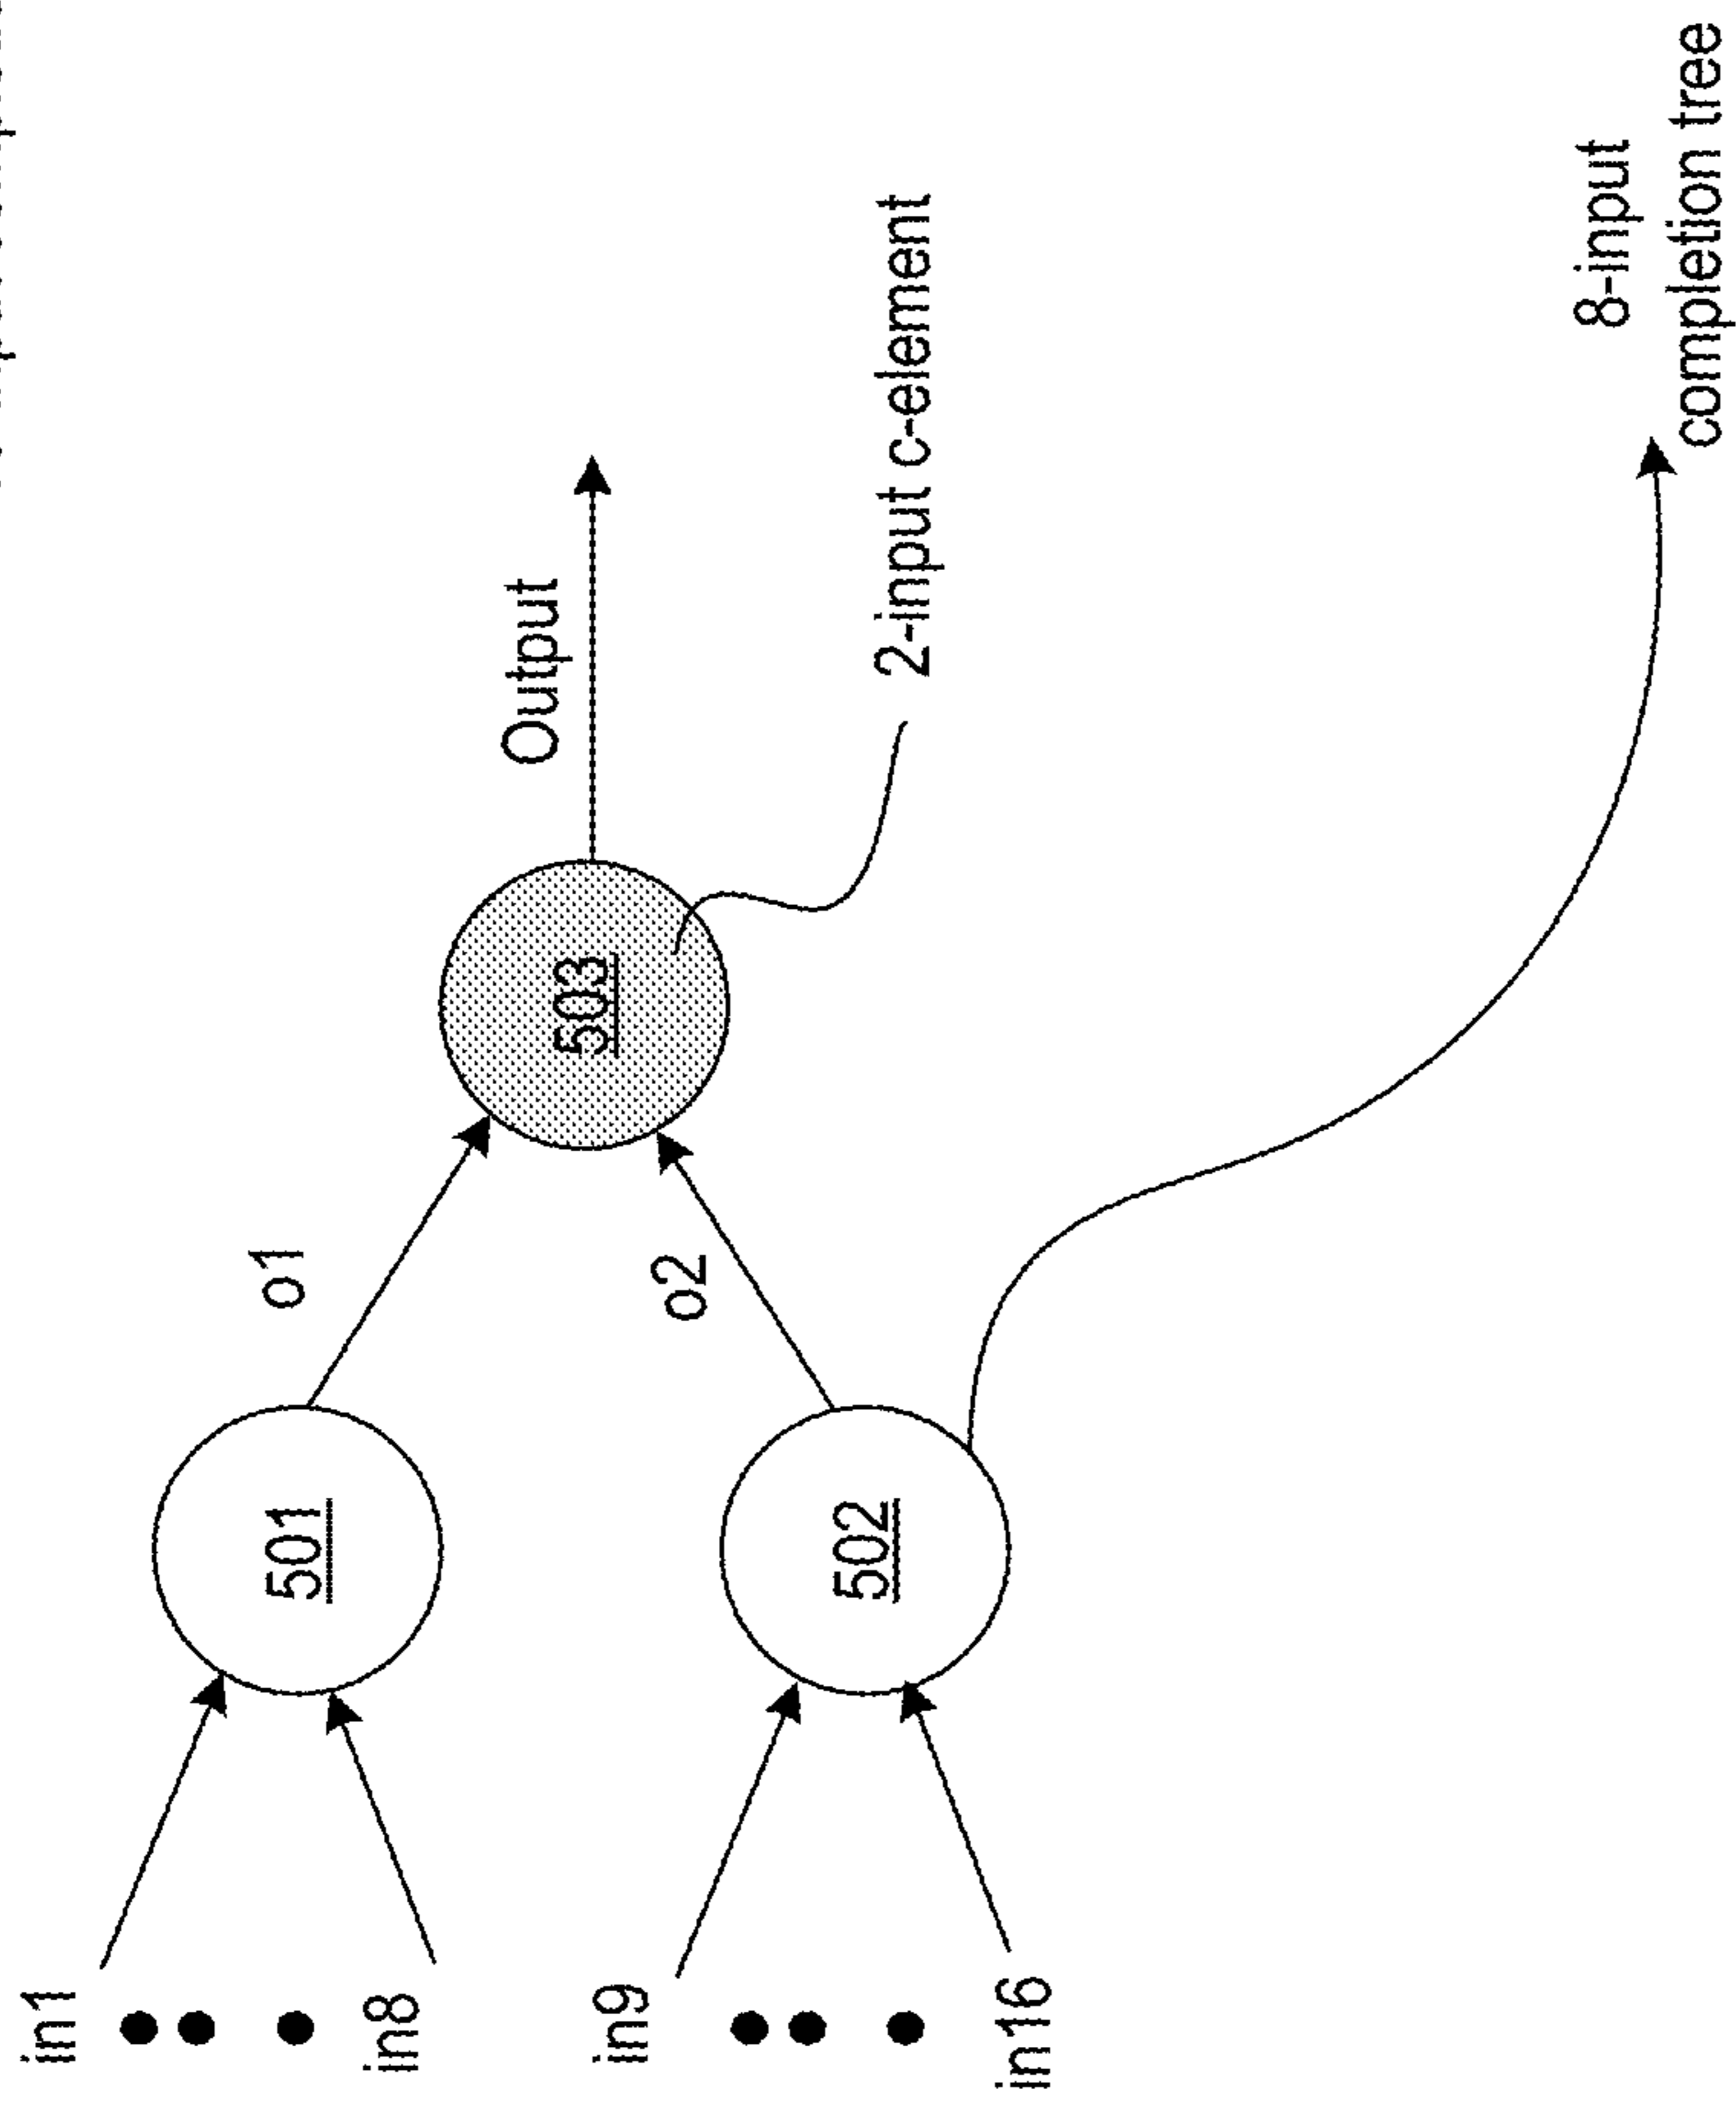 in1
in8
in9
in16
501
502
o1
o2
503
Output
2-input c-element
8-input
completion tree